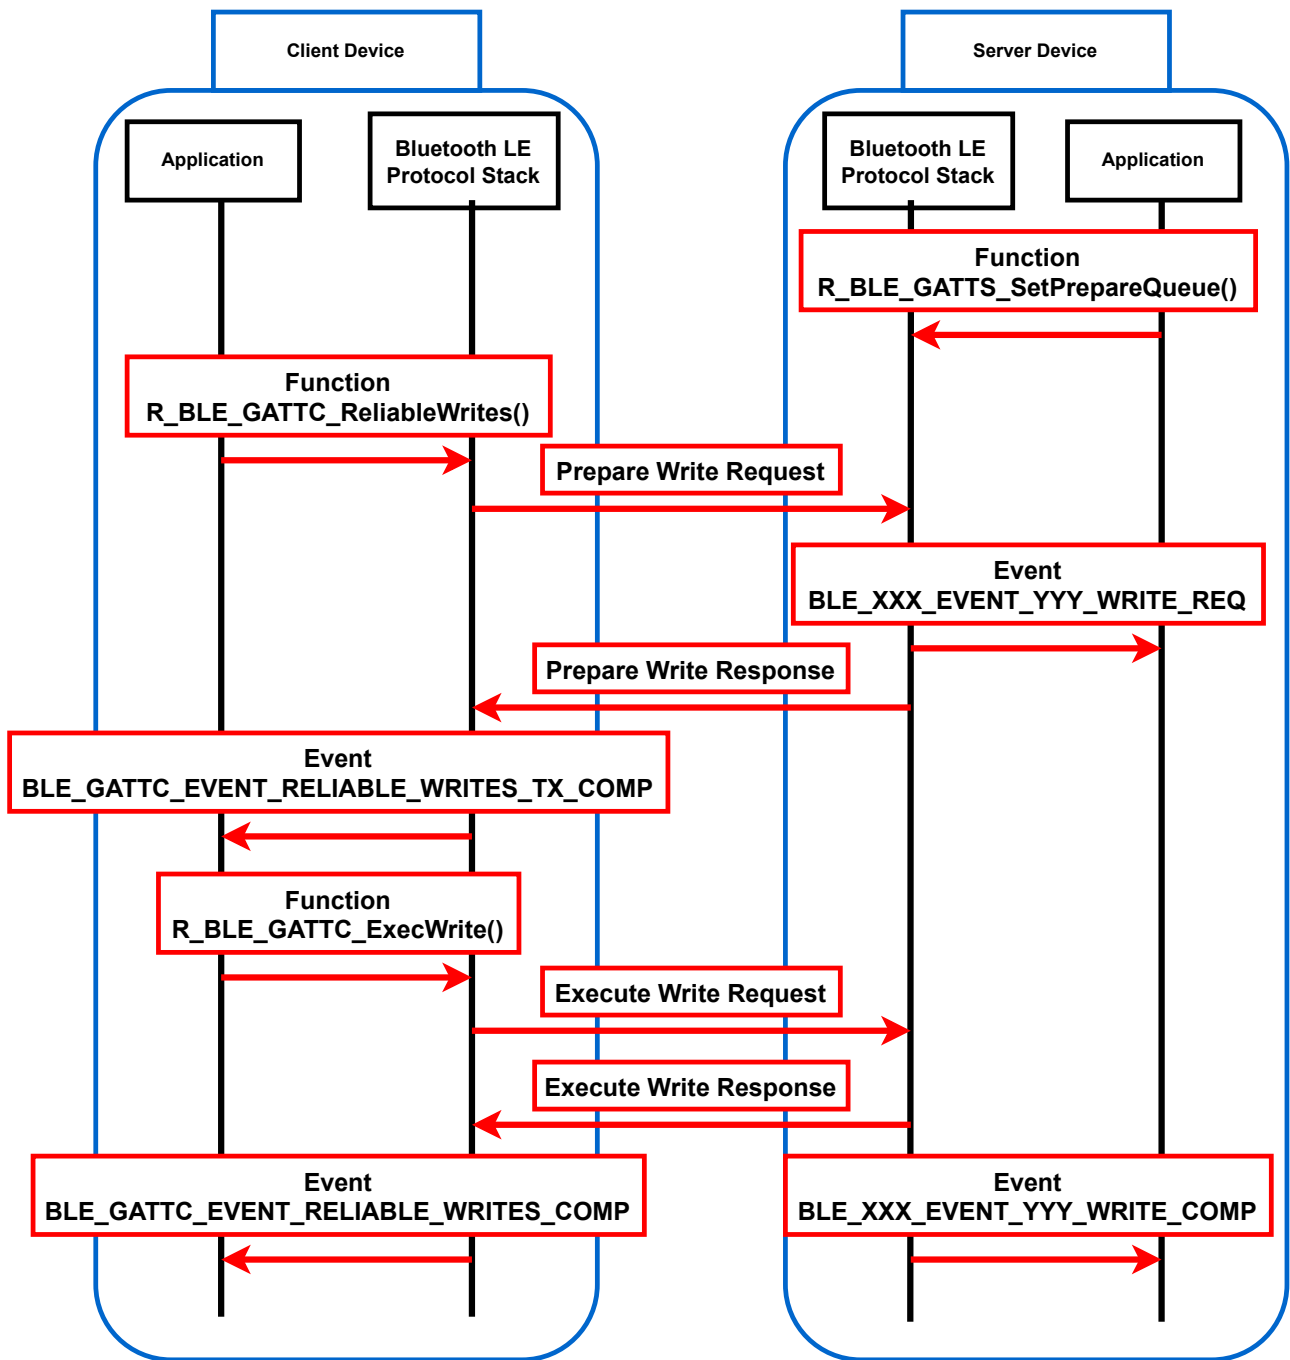 Client Device
Server Device
Application
Bluetooth LE
Protocol Stack
Bluetooth LE
Protocol Stack
Application
Function
R_BLE_GATTS_SetPrepareQueue()
Function
R_BLE_GATTC_ReliableWrites()
Prepare Write Request
Event
BLE_XXX_EVENT_YYY_WRITE_REQ
Prepare Write Response
Event
BLE_GATTC_EVENT_RELIABLE_WRITES_TX_COMP
Function
R_BLE_GATTC_ExecWrite()
Execute Write Request
Execute Write Response
Event
BLE_GATTC_EVENT_RELIABLE_WRITES_COMP
Event
BLE_XXX_EVENT_YYY_WRITE_COMP